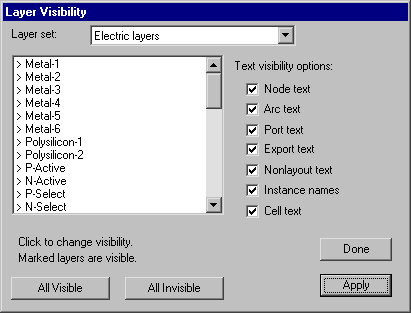 Layer Visibility
Layer set: Electric layers
> Metal-1
> Metal-2
> Metal-3
> Metal-4
> Metal-5
> Metal-6
> Polysilicon-1
> Polysilicon-2
> P-Active
> N-Active
> P-Select
> N-Select
Text visibility options:
Node text
Arc text
Port text
Export text
Nonlayout text
Instance names
Cell text
Click to change visibility.
Marked layers are visible.
All Visible
All Invisible
Done
Apply